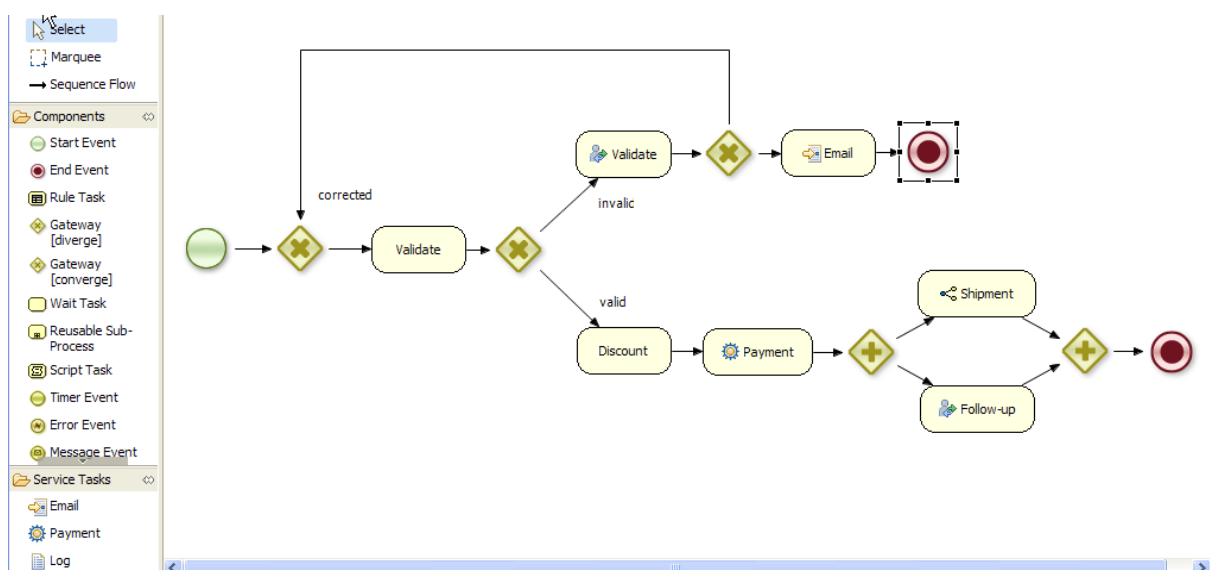 Select
Marquee
Sequence Flow
Components
Start Event
End Event
Rule Task
Gateway
[diverge]
Gateway
[converge]
Wait Task
Reusable Sub-
Process
Script Task
Timer Event
Error Event
Message Event
Service Tasks
Email
Payment
Log
Validate
Email
invalic
corrected
Validate
valid
Discount
Payment
Shipment
Follow-up